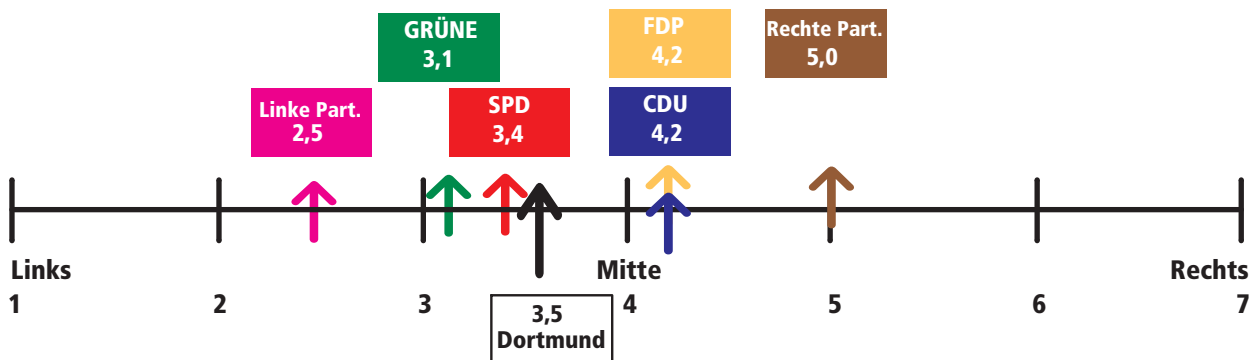 GRÜNE
3,1
FDP
4,2
Rechte Part.
5,0
Linke Part.
2,5
SPD
3,4
CDU
4,2
Links
Mitte
Rechts
1
2
3
4
5
6
7
3,5
Dortmund